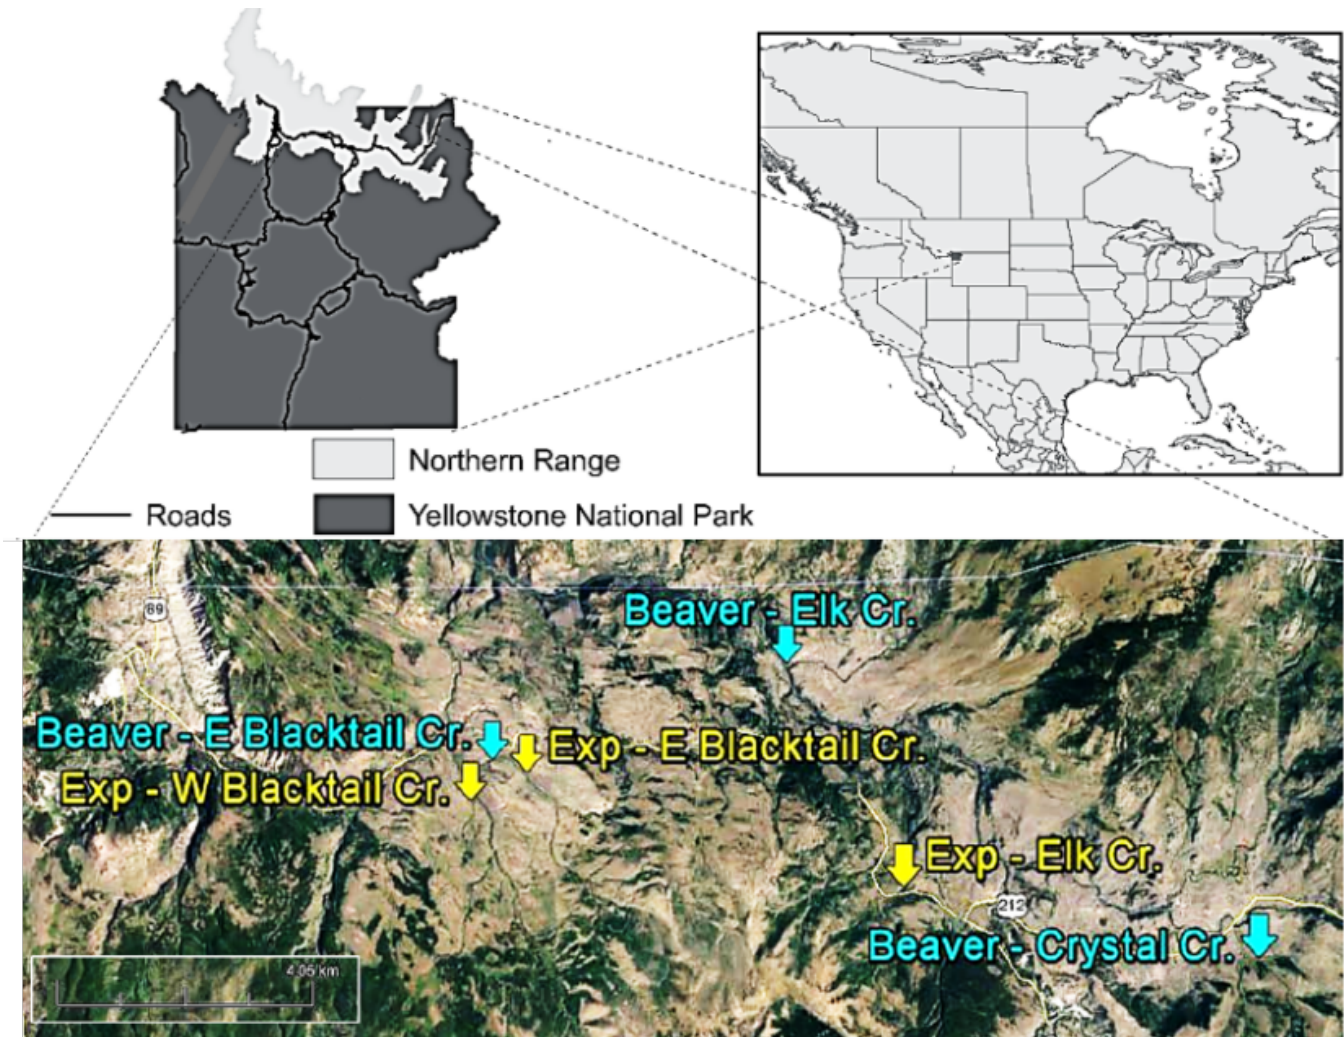 Northern Range
Roads
Yellowstone National Park
89
Beaver - Elk Cr.
Beaver - E Blacktail Cr.
Exp - E Blacktail Cr.
Exp - W Blacktail Cr.
Exp - Elk Cr.
212
Beaver - Crystal Cr.
4.05 km